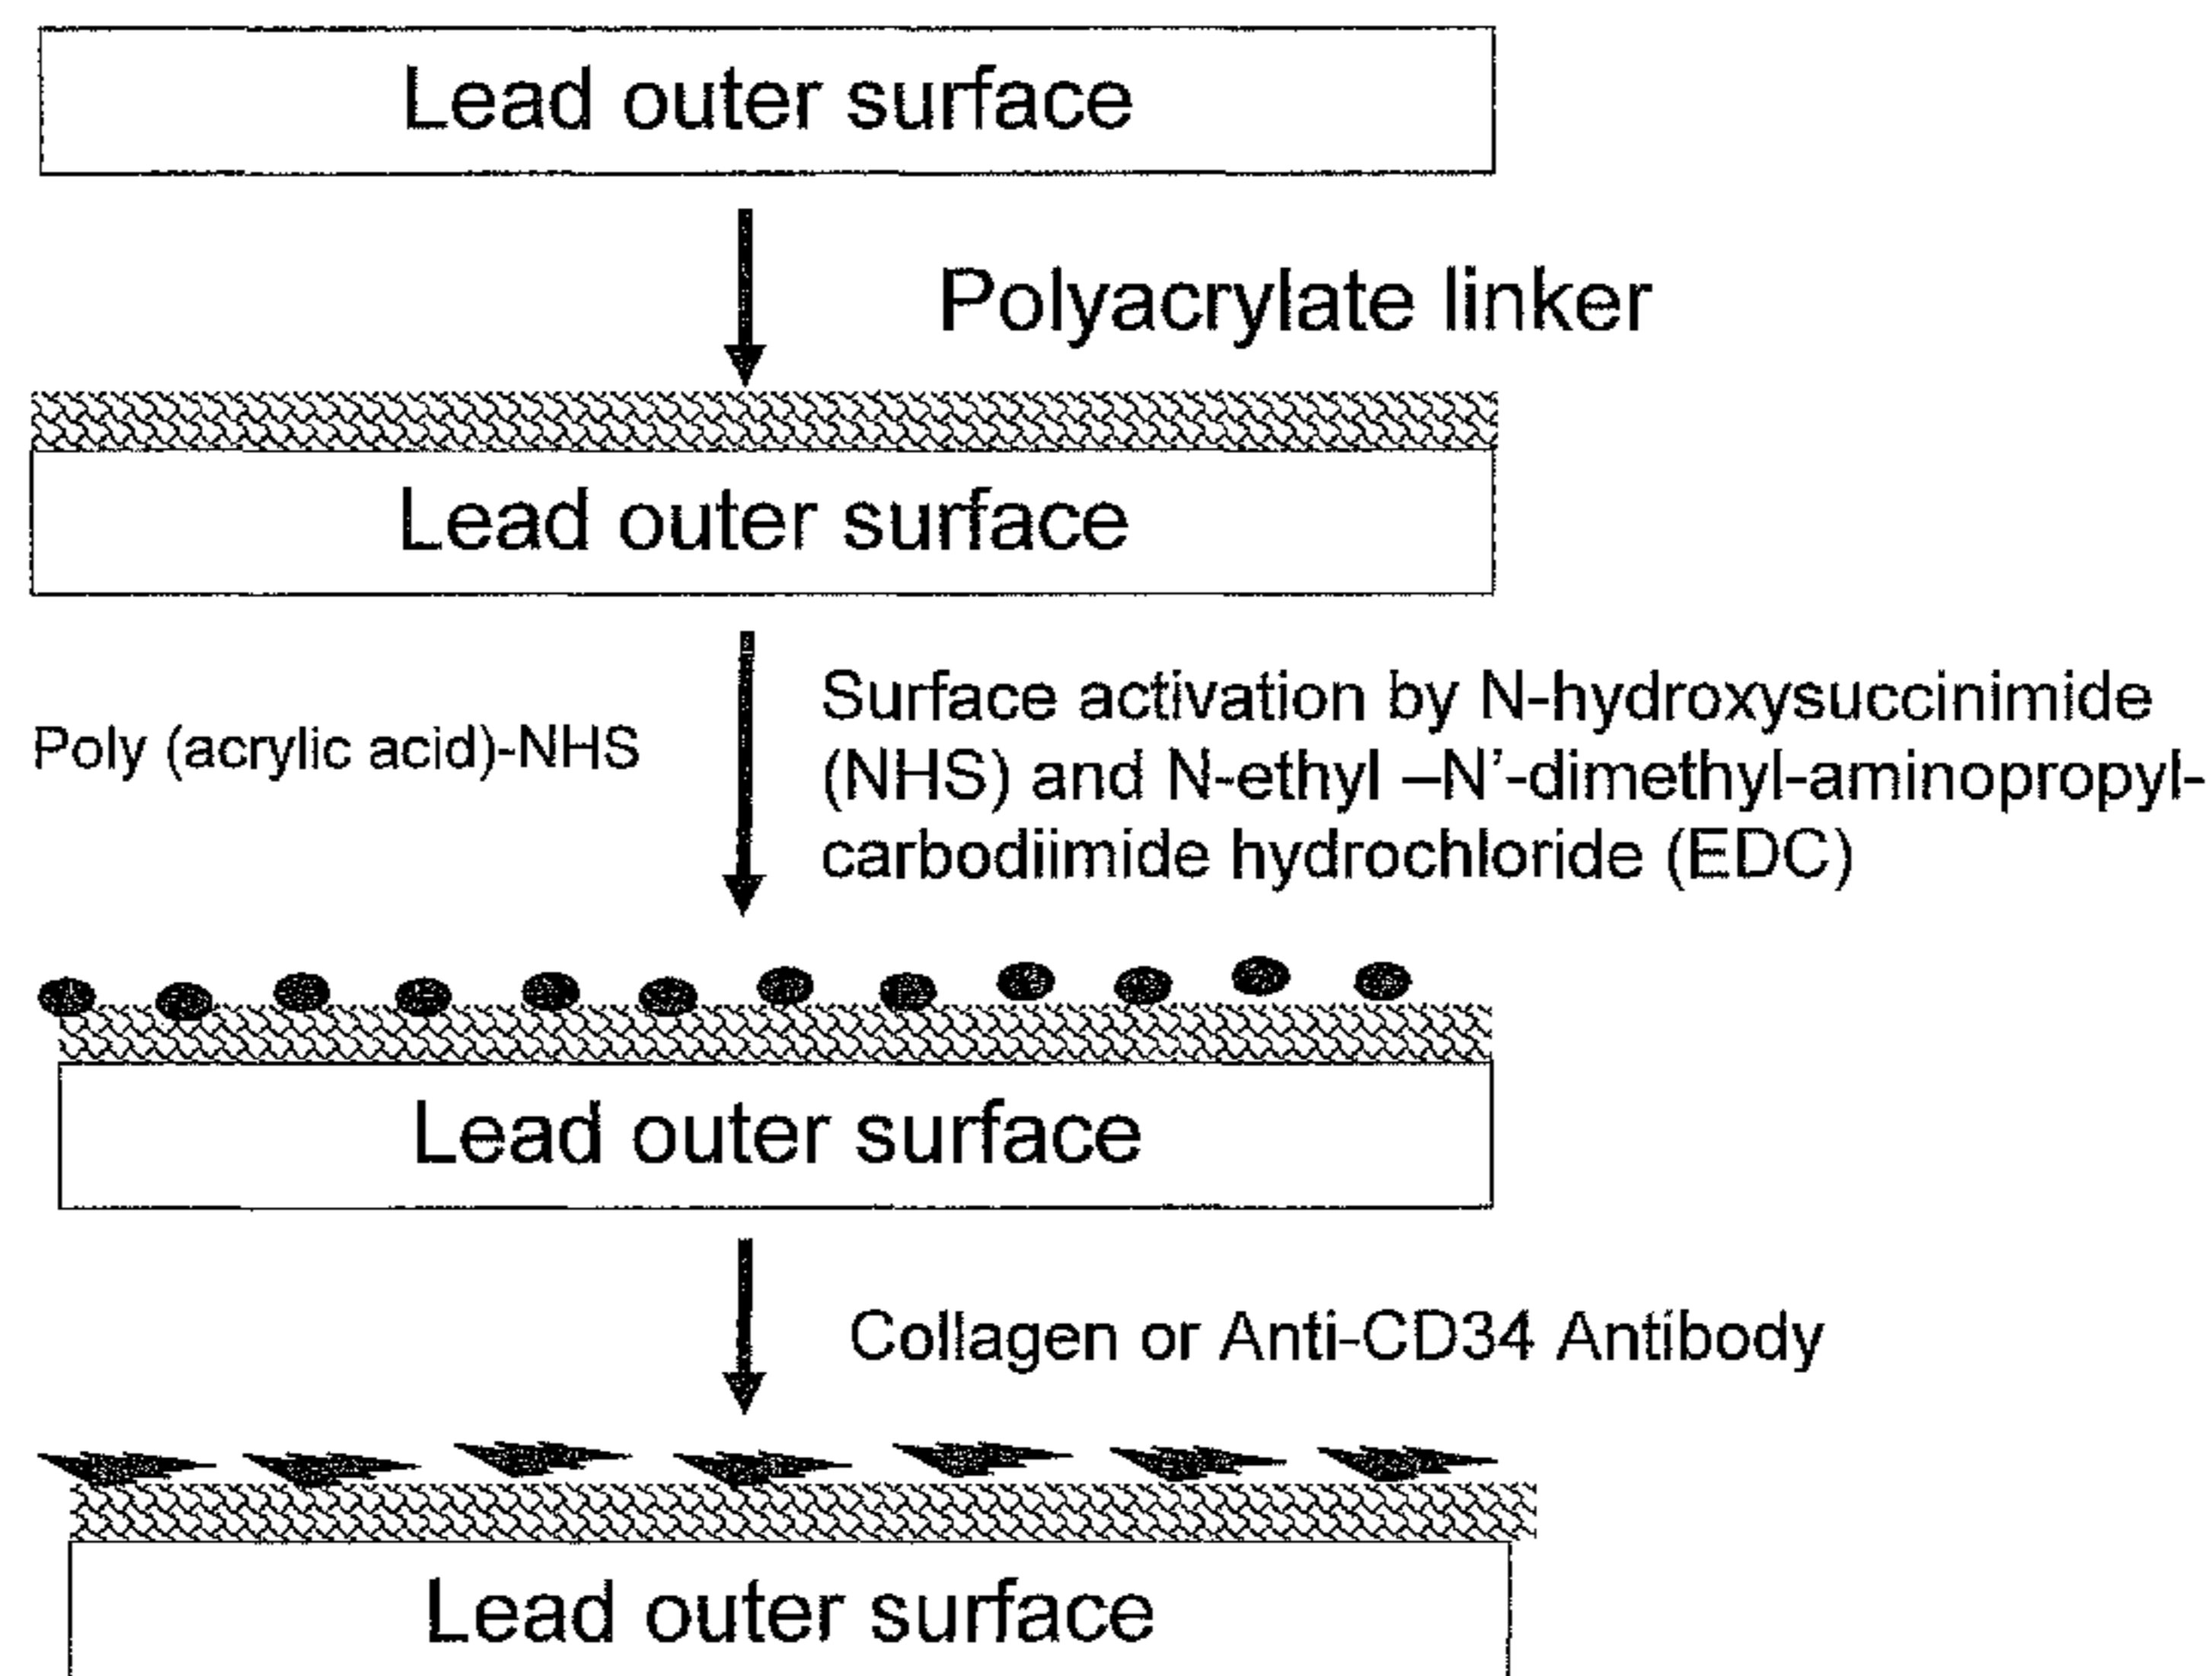 Lead outer surface
Polyacrylate linker
Lead outer surface
Poly (acrylic acid)-NHS
Surface activation by N-hydroxysuccinimide
(NHS) and N-ethyl –N’-dimethyl-aminopropyl-
carbodiimide hydrochloride (EDC)
Lead outer surface
Collagen or Anti-CD34 Antibody
Lead outer surface